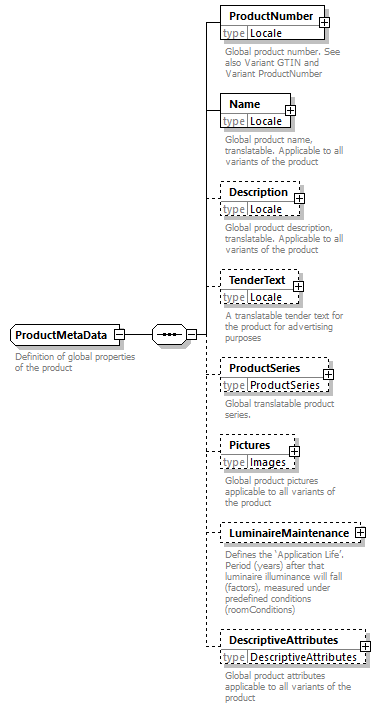 ProductNumber
type Locale
Global product number. See
also Variant GTIN and
Variant ProductNumber
Name
type Locale
Global product name,
translatable. Applicable to all
variants of the product
Description
type Locale
Global product description,
translatable. Applicable to all
variants of the product
TenderText
type Locale
A translatable tender text for
the product for advertising
purposes
ProductMetaData
Definition of global properties
of the product
ProductSeries
type ProductSeries
Global translatable product
series.
Pictures
type Images
Global product pictures
applicable to all variants of
the product
LuminaireMaintenance
Defines the ‘Application Life’.
Period (years) after that
luminaire illuminance will fall
(factors), measured under
predefined conditions
(roomConditions)
DescriptiveAttributes
type DescriptiveAttributes
Global product attributes
applicable to all variants of the
product